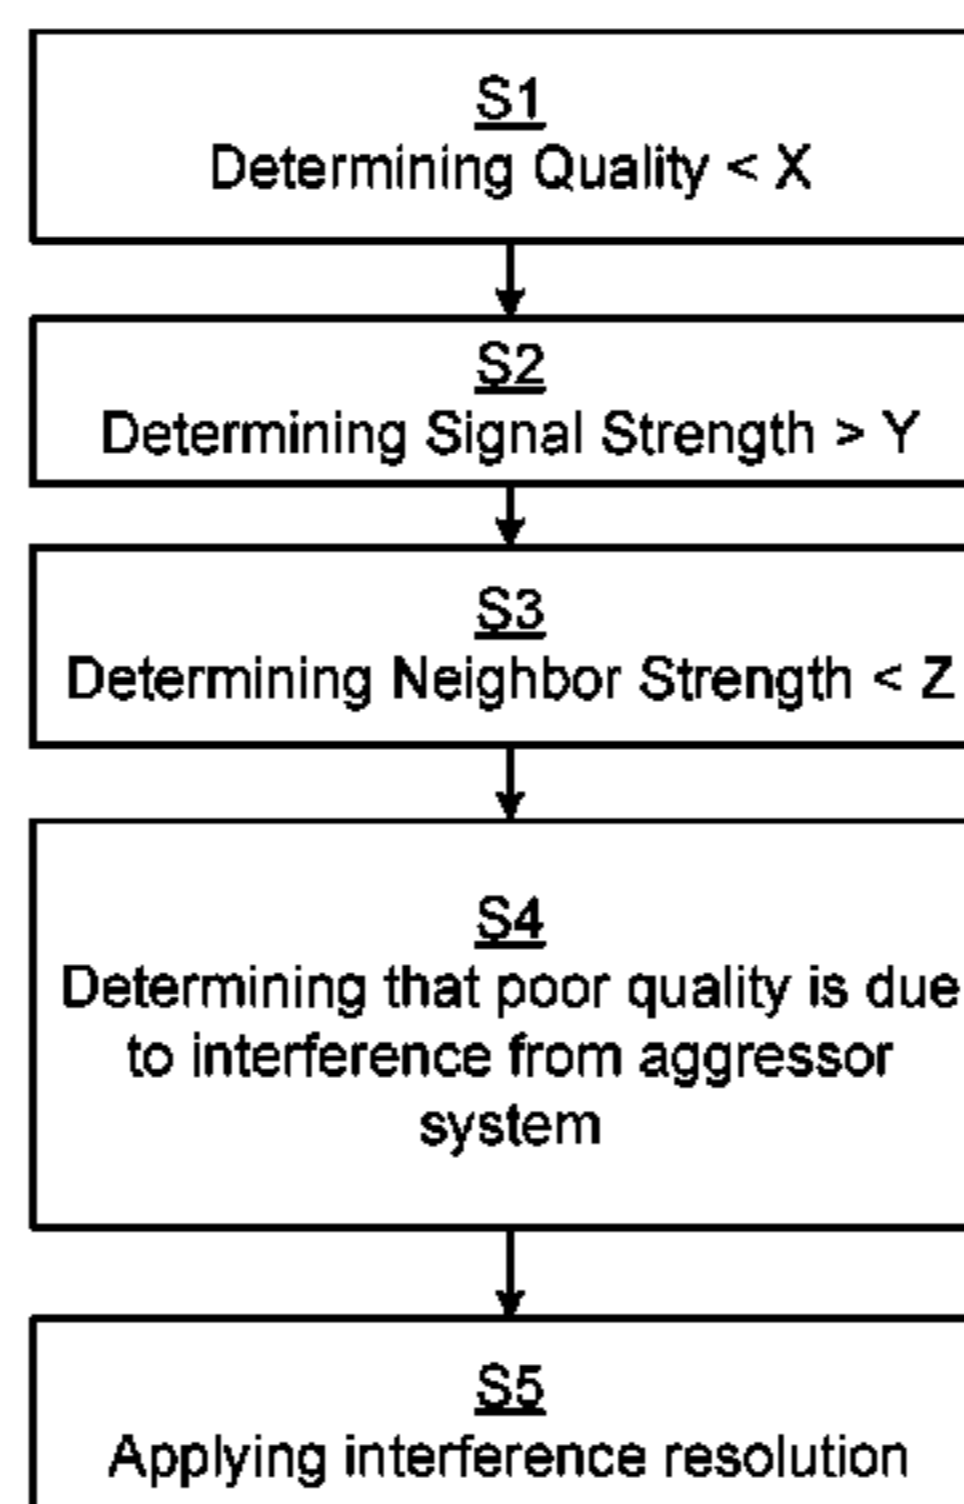 S1
Determining Quality < X
S2
Determining Signal Strength > Y
S3
Determining Neighbor Strength < Z
S4
Determining that poor quality is due
to interference from aggressor
system
S5
Applying interference resolution